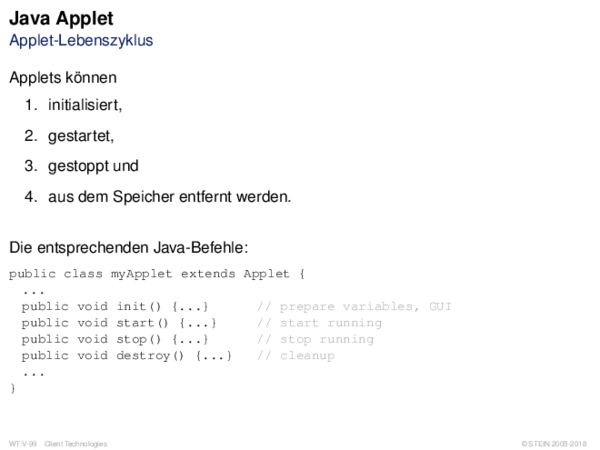 Java Applet
Applet-Lebenszyklus
Applets können
1. initialisiert,
2. gestartet,
3. gestoppt und
4. aus dem Speicher entfernt werden.
Die entsprechenden Java-Befehle:
public class myApplet extends Applet {
...
public void init() {...} // prepare variables, GUI
public void start() {...} // start running
public void stop() {...} // stop running
public void destroy() {...} // cleanup
...
}
WT:V-99 Client Technologies © STEIN 2005-2018